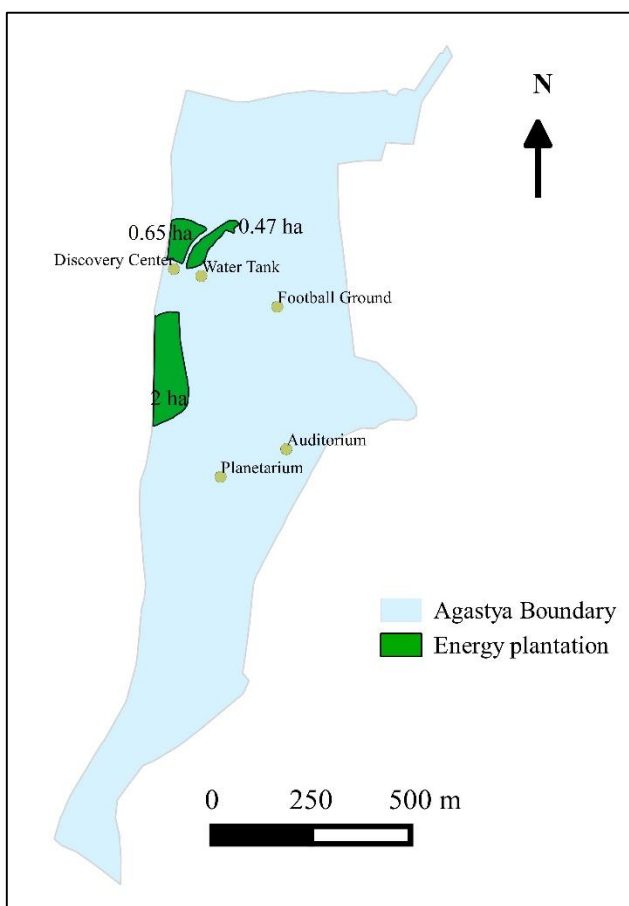 N
0.65 ha
0.47 ha
Discovery Center
Water Tank
Football Ground
2 ha
Auditorium
Planetarium
Agastya Boundary
Energy plantation
0 250 500 m